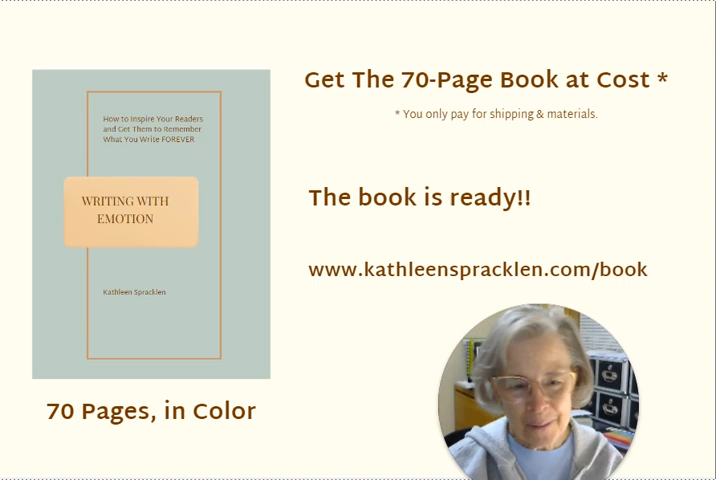 How to Inspire Your Readers
and Get Them to Remember
What You Write FOREVER
WRITING WITH
EMOTION
Kathleen Spracklen
70 Pages, in Color
Get The 70-Page Book at Cost *
* You only pay for shipping & materials.
The book is ready!!
www.kathleenspracklen.com/book